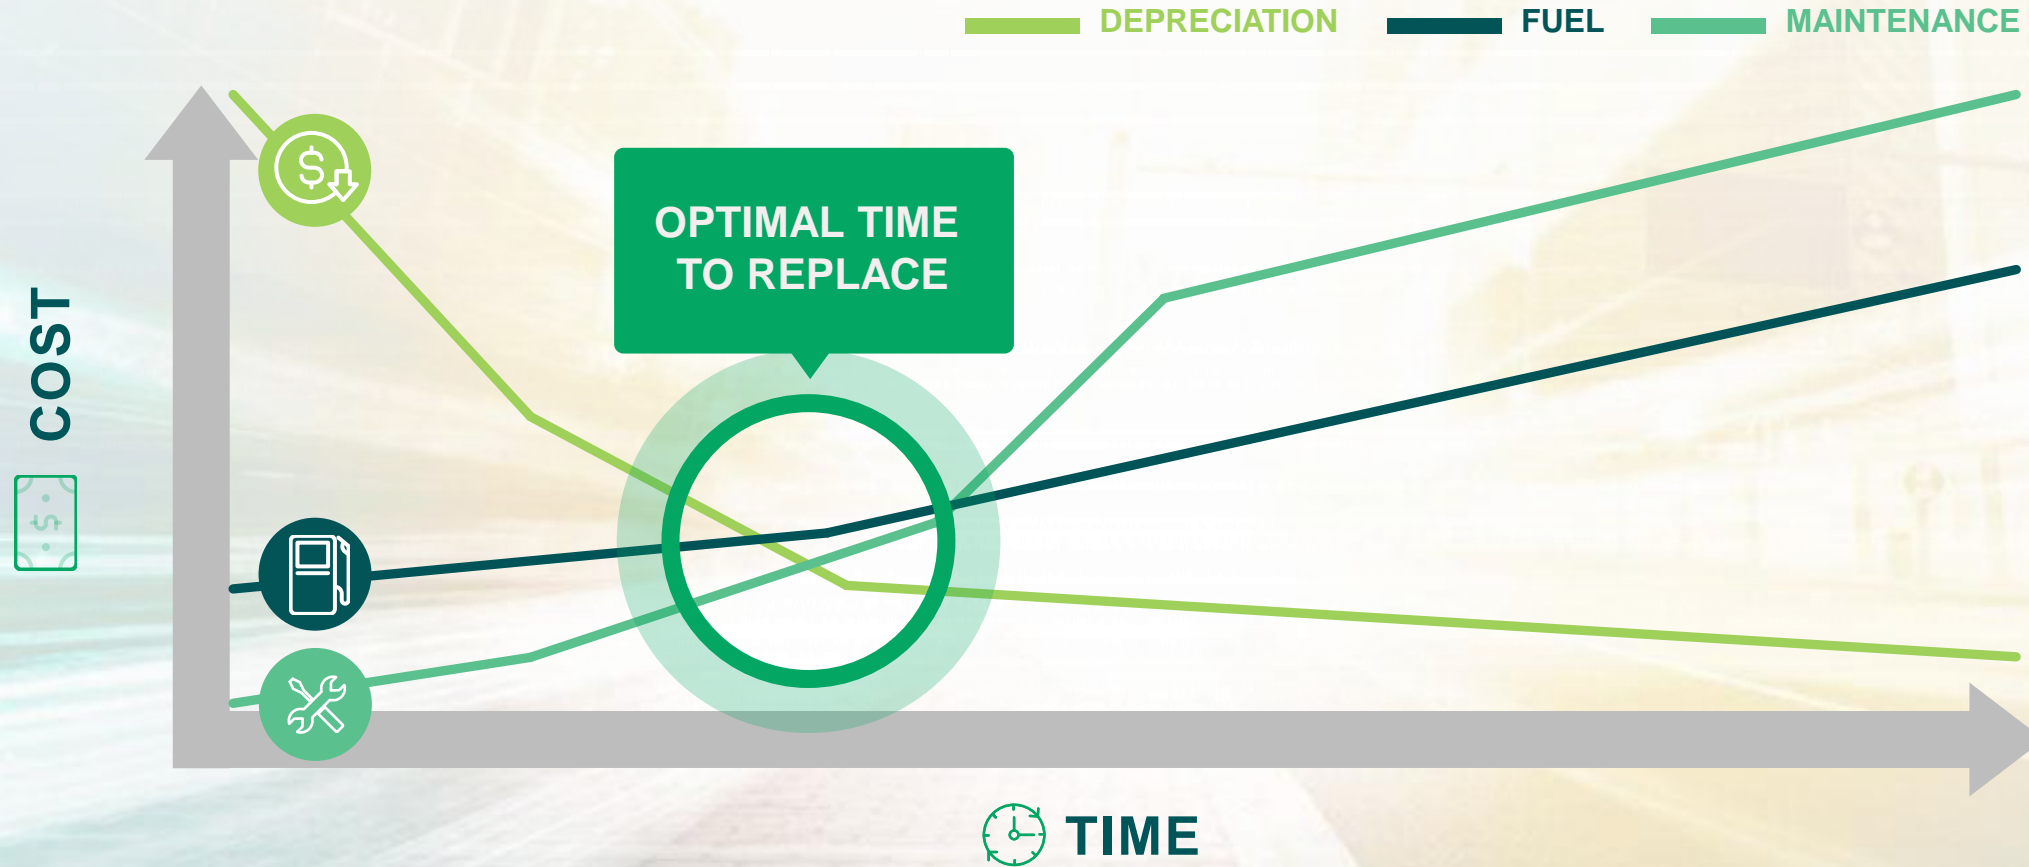 DEPRECIATION
FUEL
MAINTENANCE
$
OPTIMAL TIME
TO REPLACE
COST
$
TIME